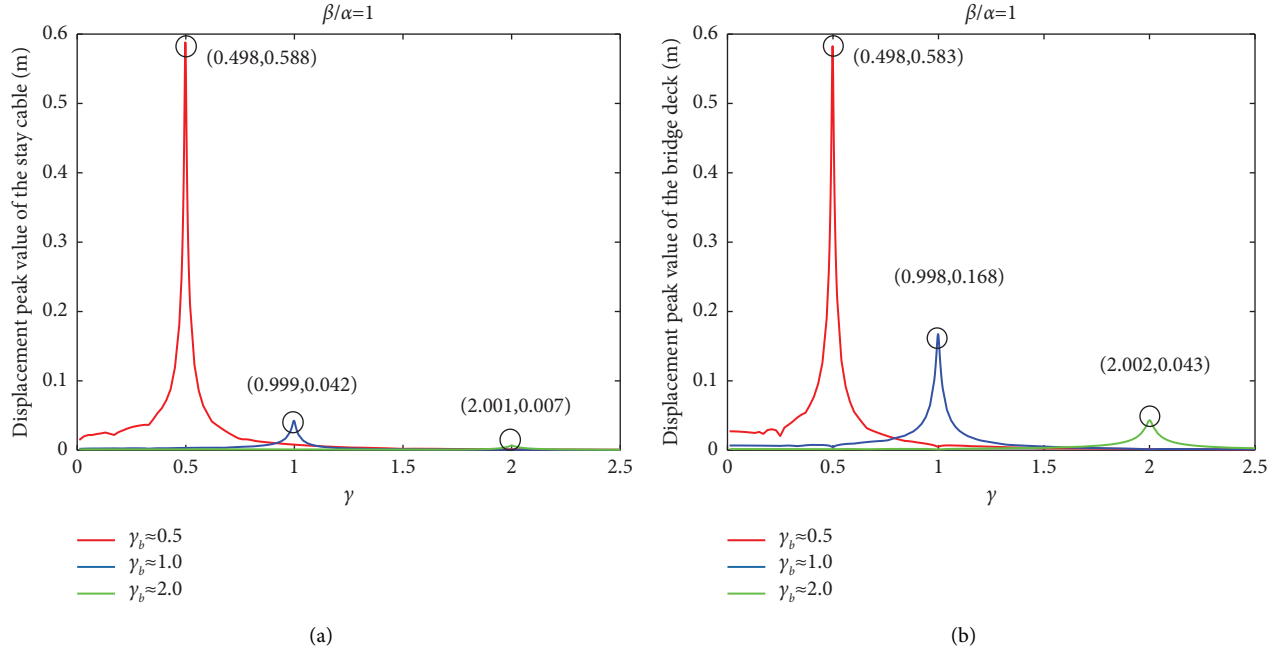 β/α=1
Displacement peak value of the stay cable (m)
0.6
0.5
0.4
0.3
0.2
0.1
0
(0.498,0.588)
(0.999,0.042)
(2.001,0.007)
0
0.5
1
1.5
2
2.5
γ
γb≈0.5
γb≈1.0
γb≈2.0
(a)
β/α=1
Displacement peak value of the bridge deck (m)
0.6
0.5
0.4
0.3
0.2
0.1
0
(0.498,0.583)
(0.998,0.168)
(2.002,0.043)
0
0.5
1
1.5
2
2.5
γ
γb≈0.5
γb≈1.0
γb≈2.0
(b)